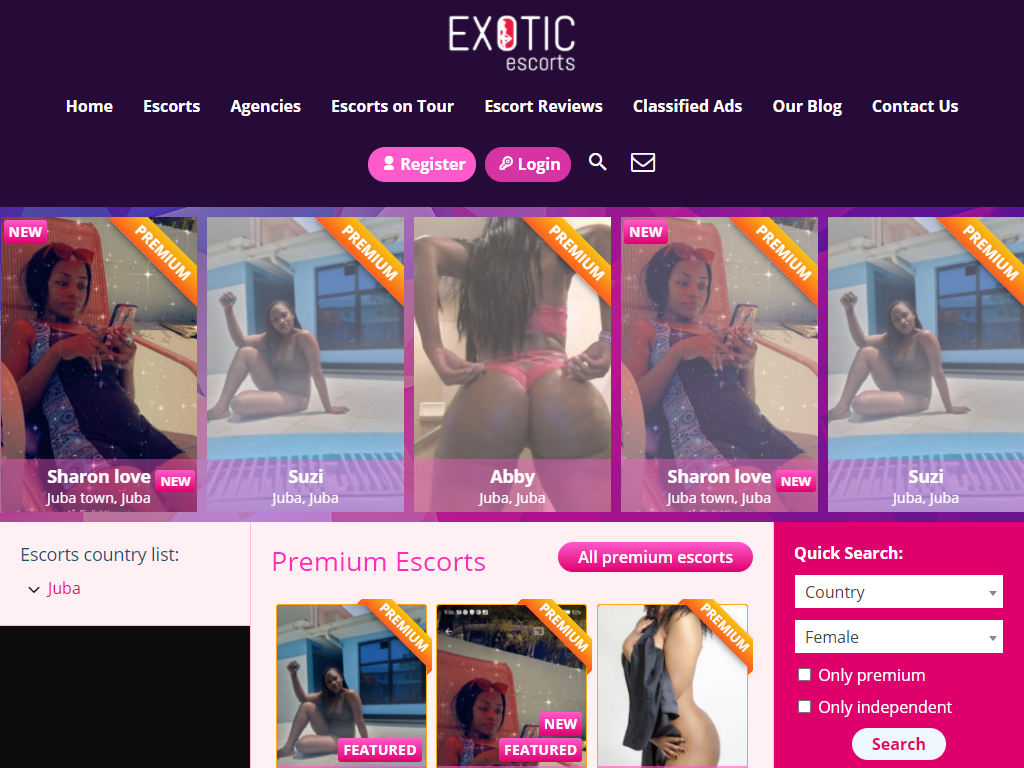 EXOTIC
escorts
Home Escorts Agencies Escorts on Tour Escort Reviews Classified Ads Our Blog Contact Us
Register Login
NEW PREMIUM PREMIUM PREMIUM NEW PREMIUM PREMIUM
Sharon love NEW Suzi Abby Sharon love NEW Suzi
Juba town, Juba Juba, Juba Juba, Juba Juba town, Juba Juba, Juba
Escorts country list:
Juba
Premium Escorts All premium escorts
PREMIUM PREMIUM PREMIUM
NEW
FEATURED FEATURED
Quick Search:
Country
Female
Only premium
Only independent
Search